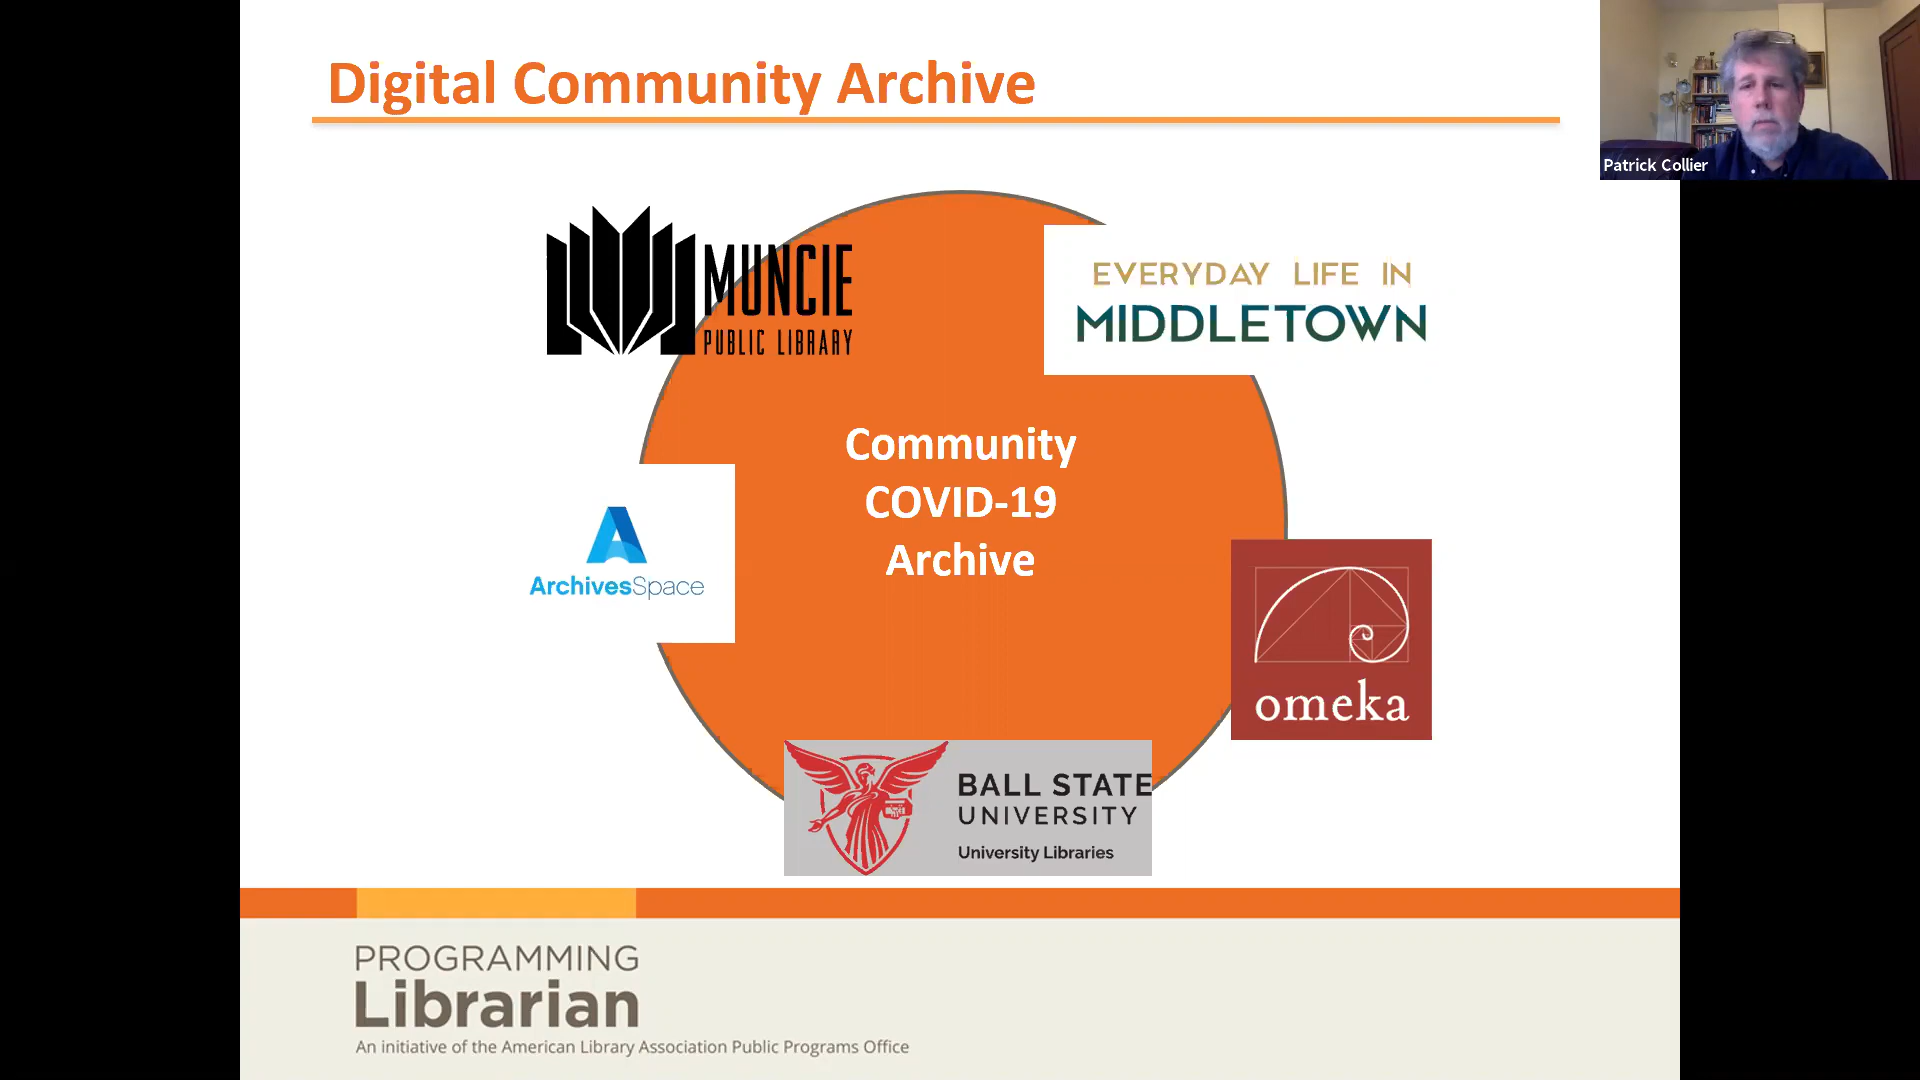 Digital Community Archive
Patrick Collier
MUNCIE
PUBLIC LIBRARY
EVERYDAY LIFE IN
MIDDLETOWN
Community
COVID-19
Archive
ArchivesSpace
omeka
BALL STATE
UNIVERSITY
University Libraries
PROGRAMMING
Librarian
An initiative of the American Library Association Public Programs Office